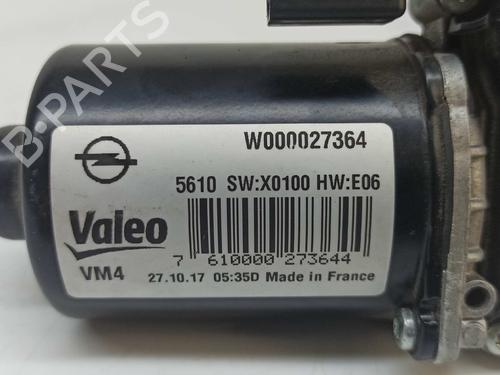 B-PARTS
W000027364
5610 SW:X0100 HW:E06
Valeo
7 610000 273644
VM4 27.10.17 05:35D Made in France